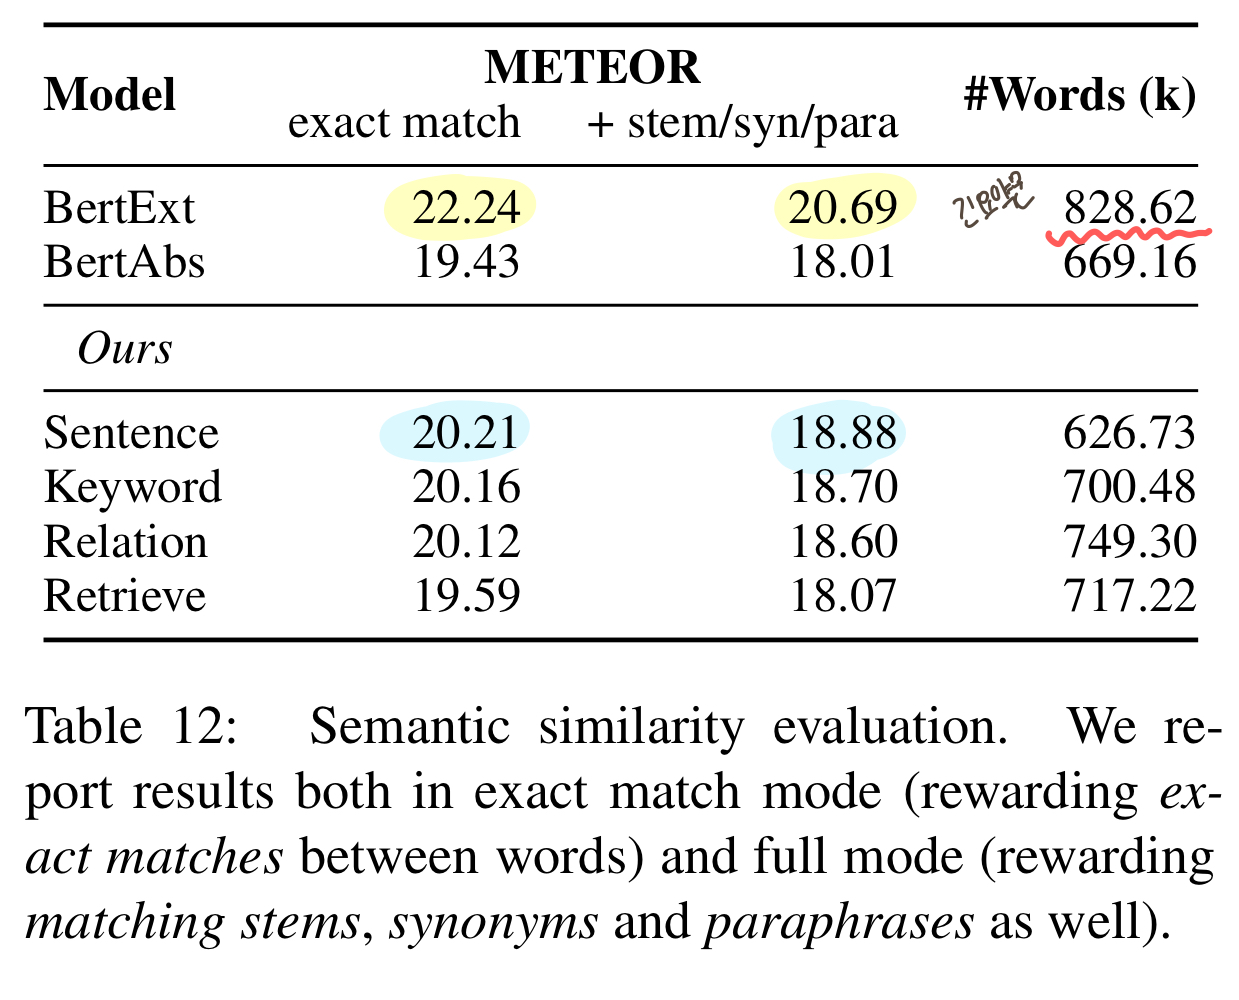 Model METEOR #Words (k)
exact match + stem/syn/para
BertExt 22.24 20.69 긴요약문 828.62
BertAbs 19.43 18.01 669.16
Ours
Sentence 20.21 18.88 626.73
Keyword 20.16 18.70 700.48
Relation 20.12 18.60 749.30
Retrieve 19.59 18.07 717.22
Table 12: Semantic similarity evaluation. We re-
port results both in exact match mode (rewarding ex-
act matches between words) and full mode (rewarding
matching stems, synonyms and paraphrases as well).